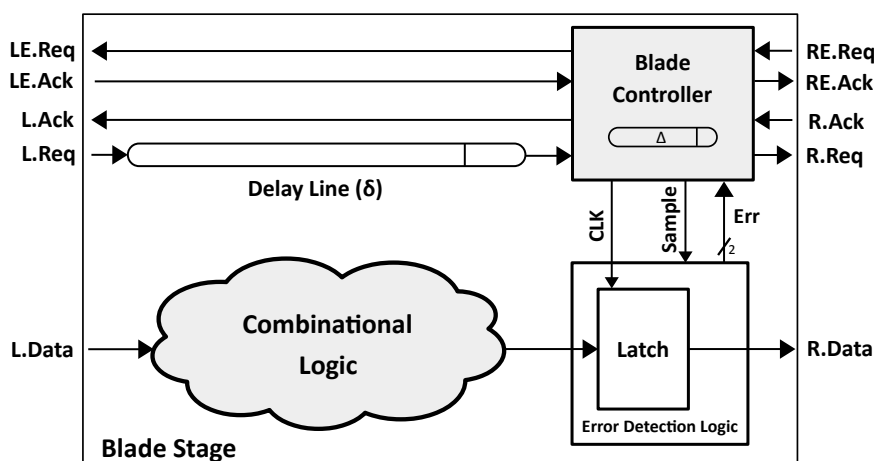 LE.Req
RE.Req
LE.Ack
Blade
Controller
RE.Ack
L.Ack
R.Ack
L.Req
Δ
R.Req
Delay Line (δ)
CLK
Sample
Err
2
Combinational
Logic
L.Data
Latch
R.Data
Error Detection Logic
Blade Stage